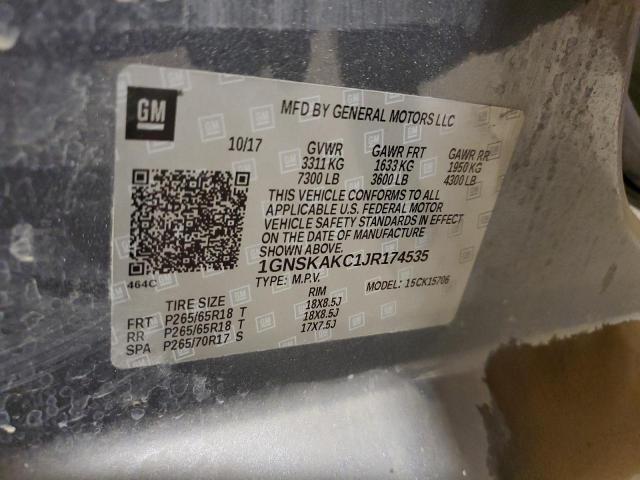 GM
MFD BY GENERAL MOTORS LLC
10/17 GVWR GAWR FRT GAWR RR
3311 KG 1633 KG 1950 KG
7300 LB 3600 LB 4300 LB
THIS VEHICLE CONFORMS TO ALL
APPLICABLE U.S. FEDERAL MOTOR
VEHICLE SAFETY STANDARDS IN EFFECT
ON THE DATE OF MANUFACTURE
SHOWN ABOVE.
464C 1GNSKAKC1JR174535
TYPE: M.P.V. MODEL: 15CK15706
TIRE SIZE RIM
FRT P265/65R18 T 18X8.5J
RR P265/65R18 T 18X8.5J
SPA P265/70R17 S 17X7.5J